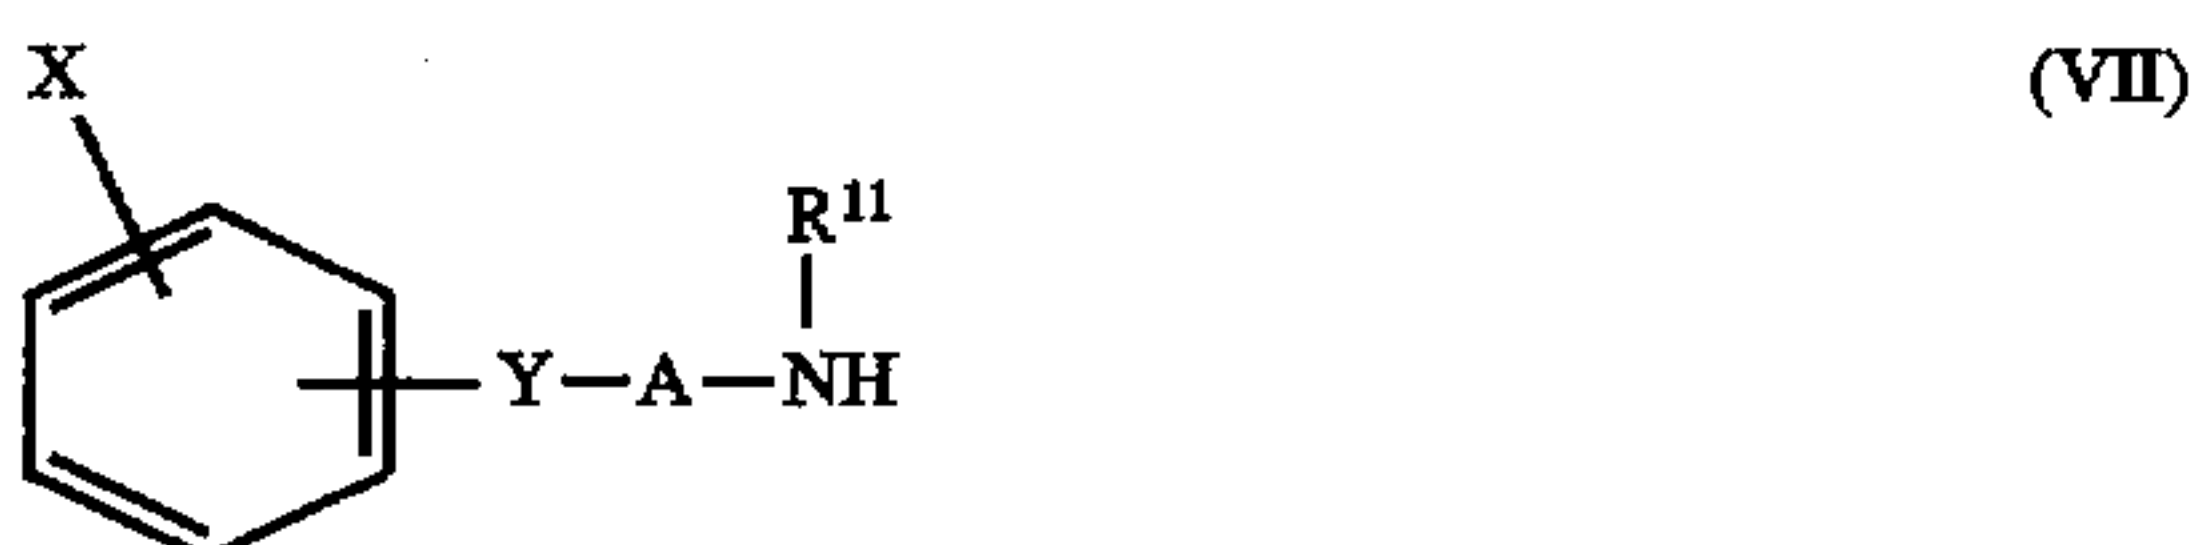 X (VII)
R¹¹
Y—A—NH